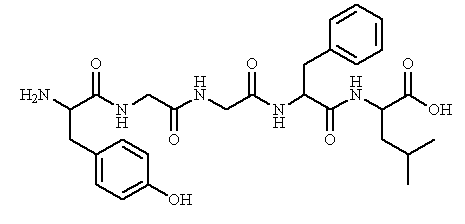 O O O
H H
H₂N N N
N N OH
H H
O O
OH